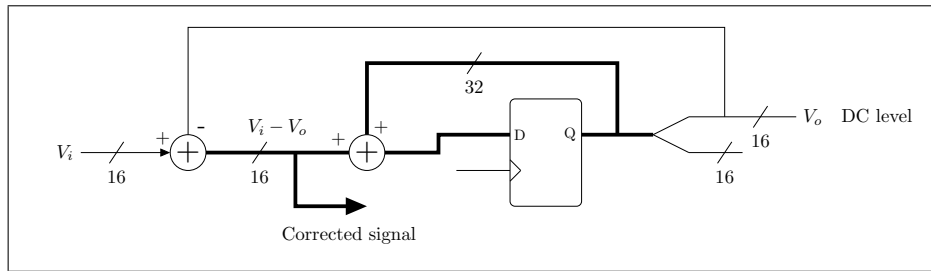 32
+
-
V_i - V_o
+
+
V_i
16
16
D
Q
V_o DC level
16
16
Corrected signal
+
+